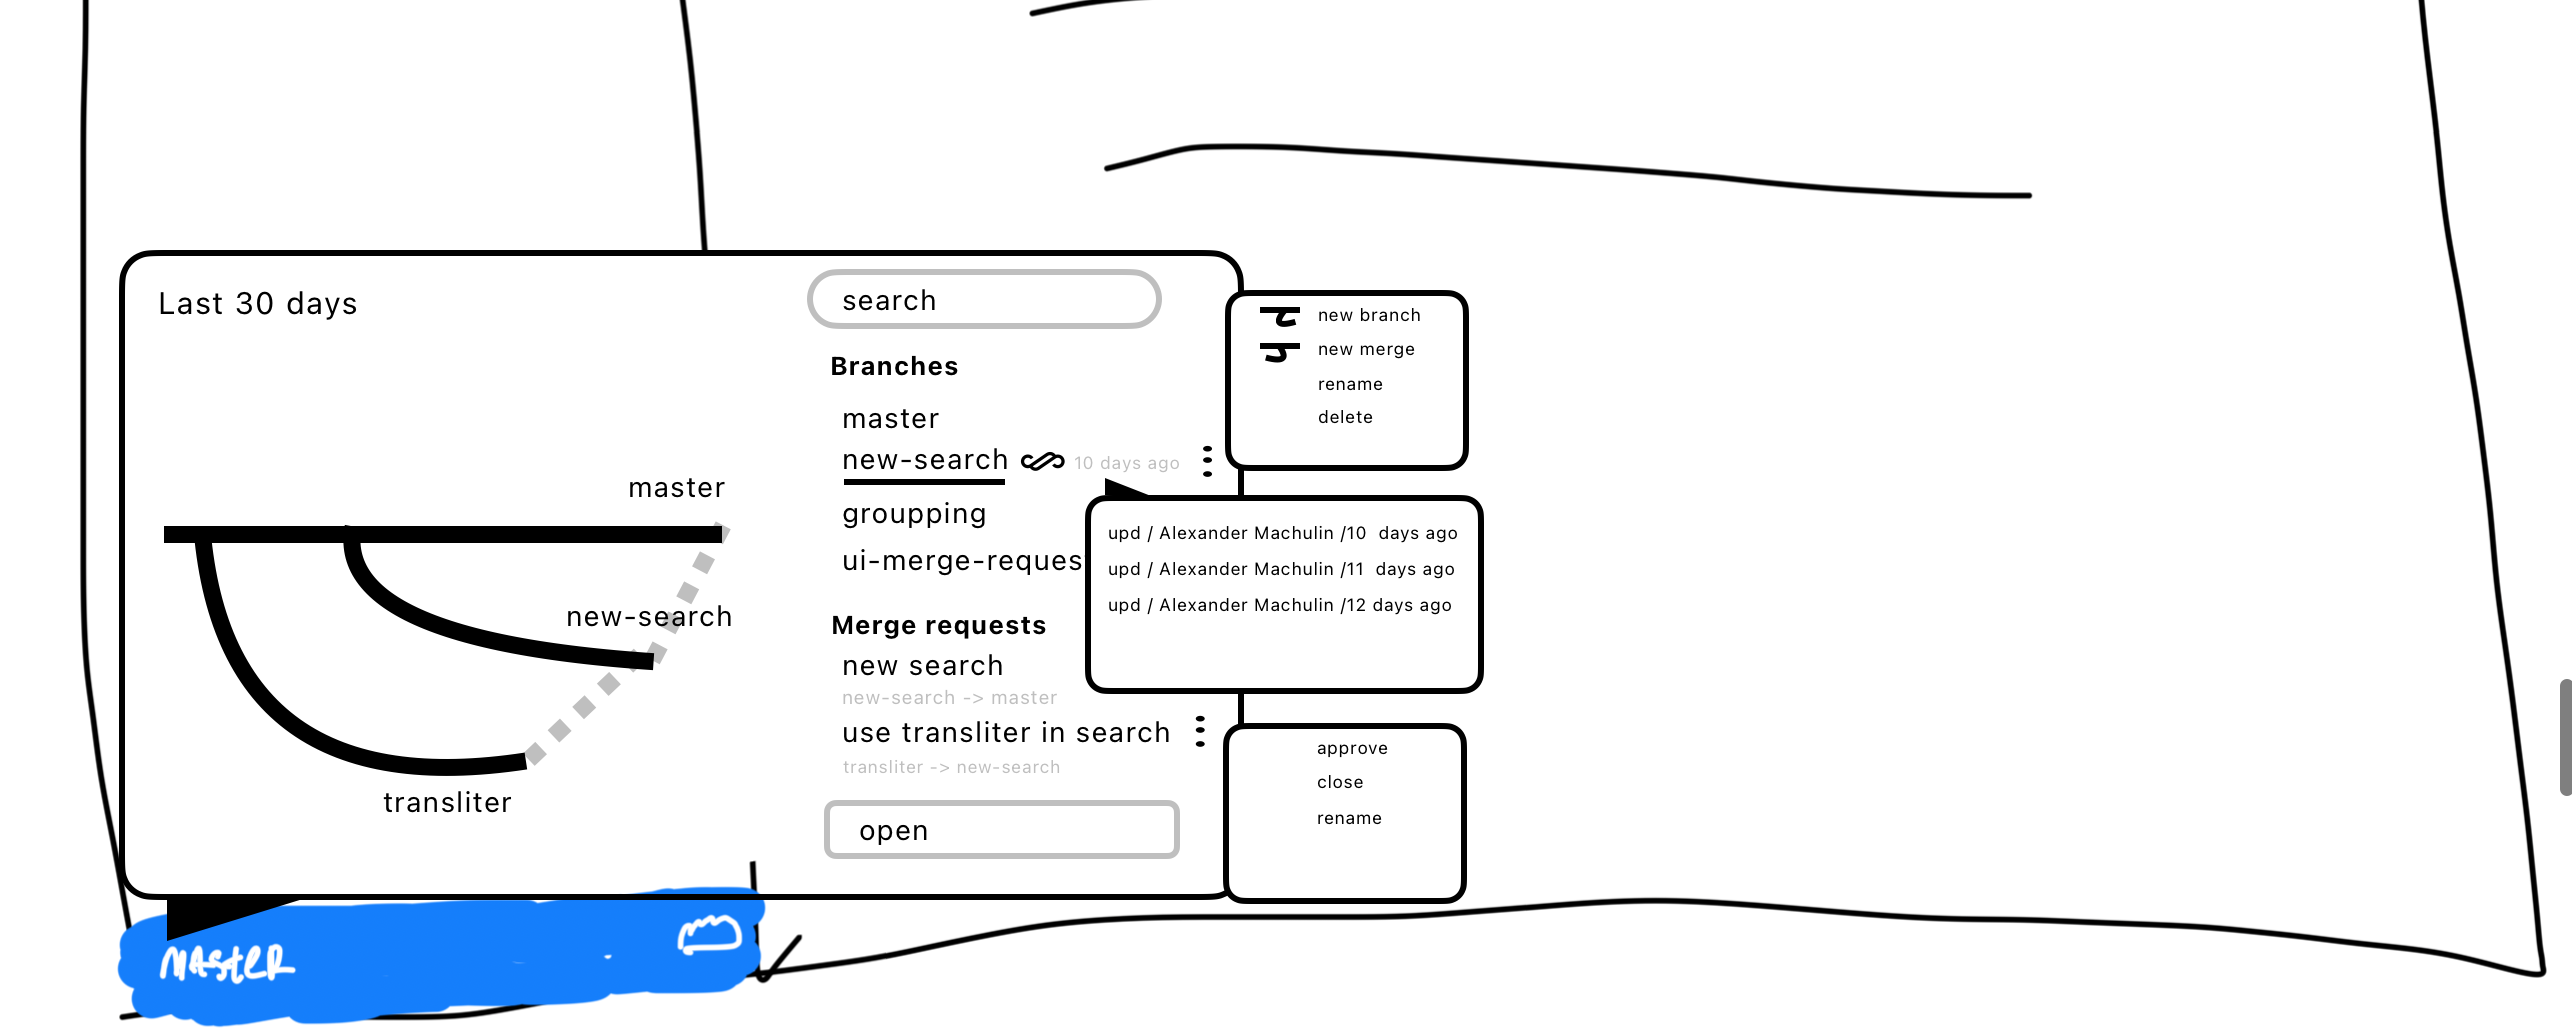 Last 30 days
master
new-search
transliter
search
Branches
master
new-search 10 days ago
groupping
ui-merge-reques
Merge requests
new search
new-search -> master
use transliter in search
transliter -> new-search
open
new branch
new merge
rename
delete
upd / Alexander Machulin /10 days ago
upd / Alexander Machulin /11 days ago
upd / Alexander Machulin /12 days ago
approve
close
rename
MASTER